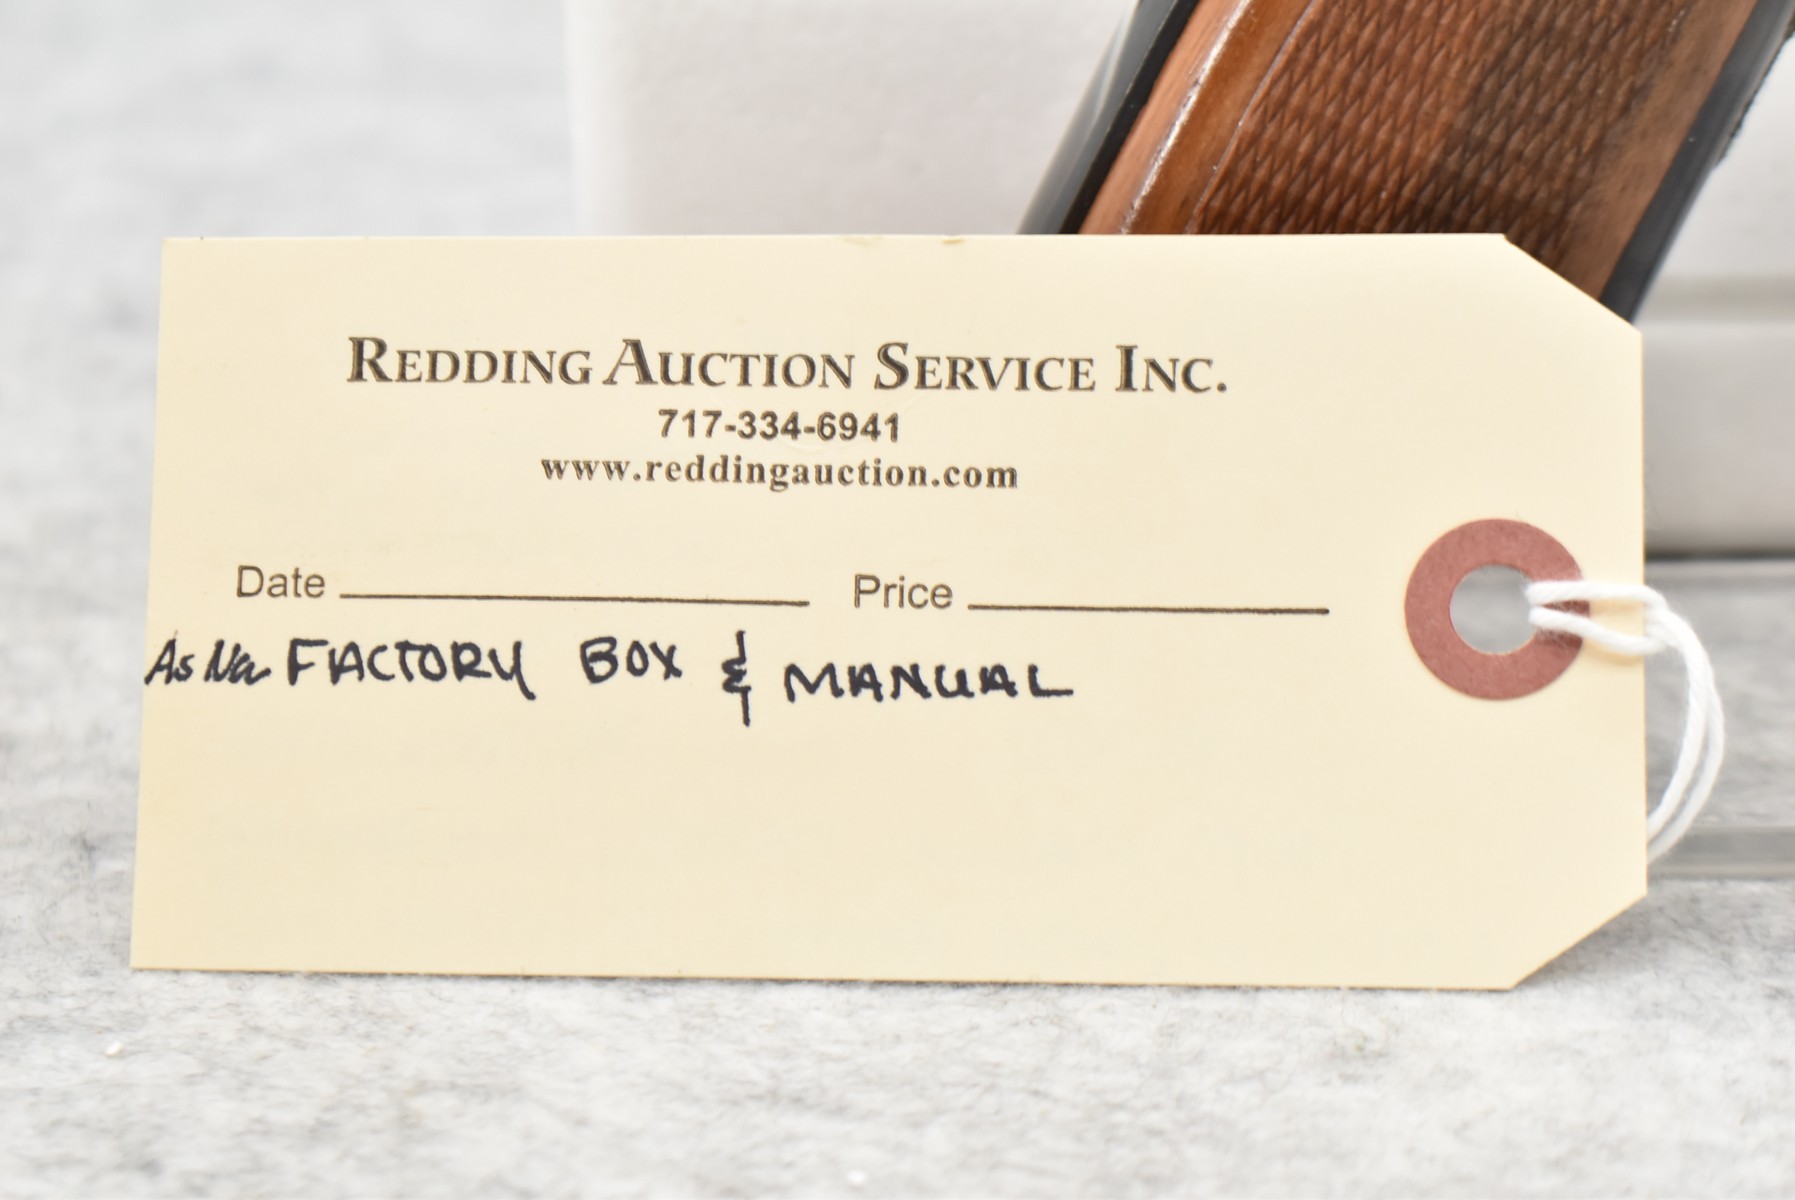 REDDING AUCTION SERVICE INC.
717-334-6941
www.reddingauction.com
Date Price
As New FACTORY BOX & MANUAL